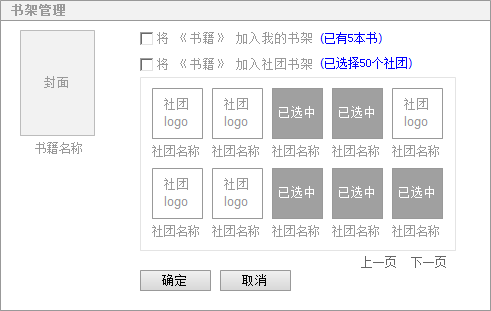 书架管理
封面
书籍名称
将 《书籍》 加入我的书架 (已有5本书)
将 《书籍》 加入社团书架 (已选择50个社团)
社团 logo 社团 logo 已选中 已选中 社团 logo
社团名称 社团名称 社团名称 社团名称 社团名称
社团 logo 社团 logo 已选中 已选中 已选中
社团名称 社团名称 社团名称 社团名称 社团名称
上一页 下一页
确定 取消